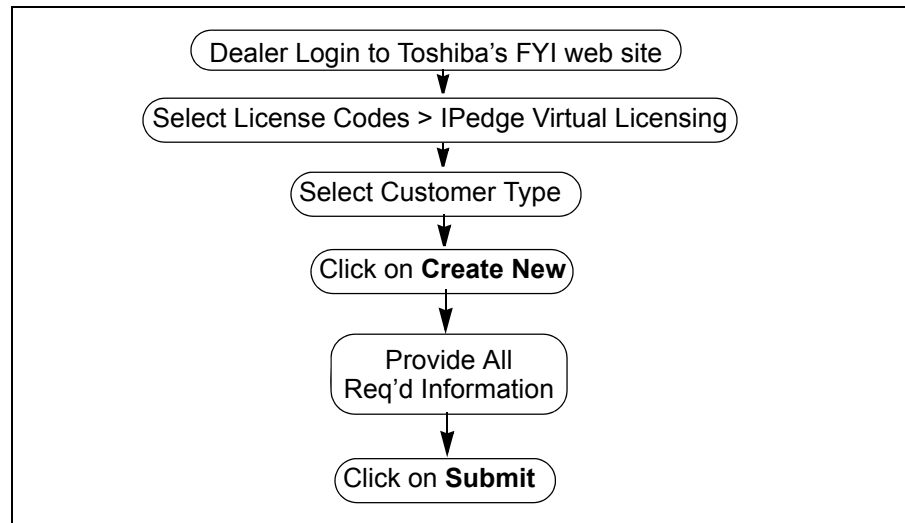 Dealer Login to Toshiba’s FYI web site
Select License Codes > IPedge Virtual Licensing
Select Customer Type
Click on Create New
Provide All
Req’d Information
Click on Submit